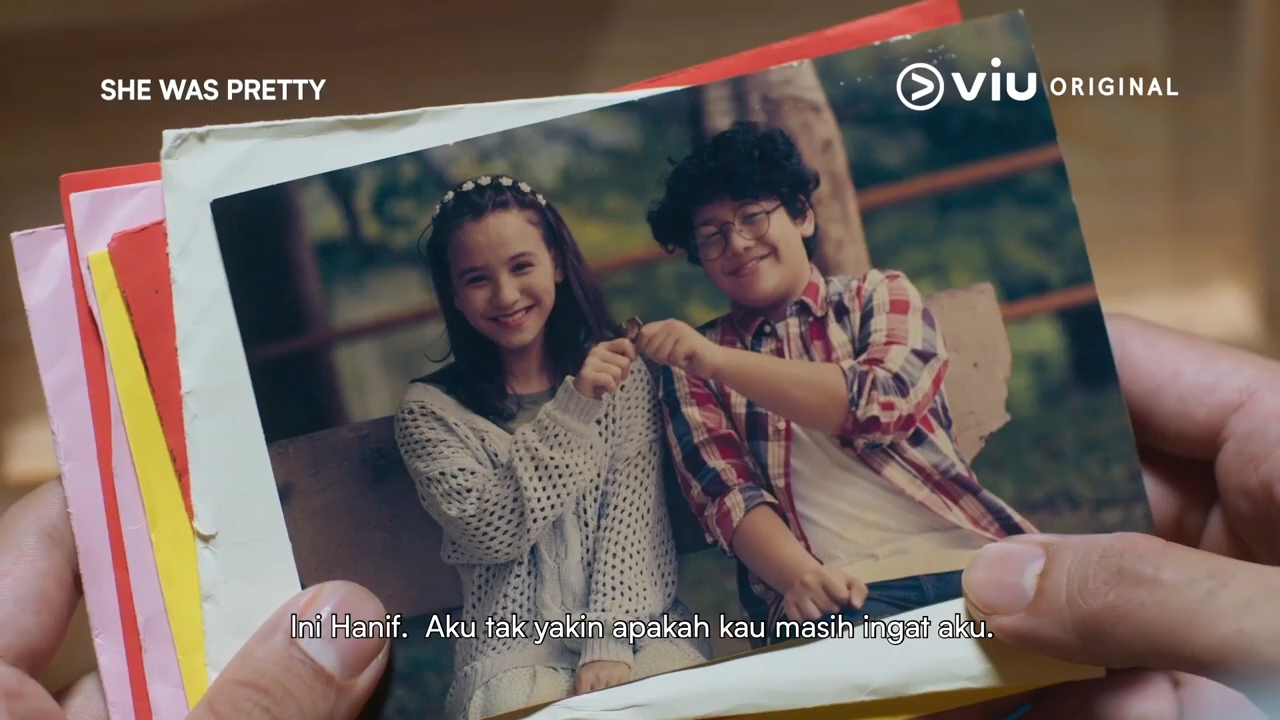 SHE WAS PRETTY
viu ORIGINAL
Ini Hanif. Aku tak yakin apakah kau masih ingat aku.